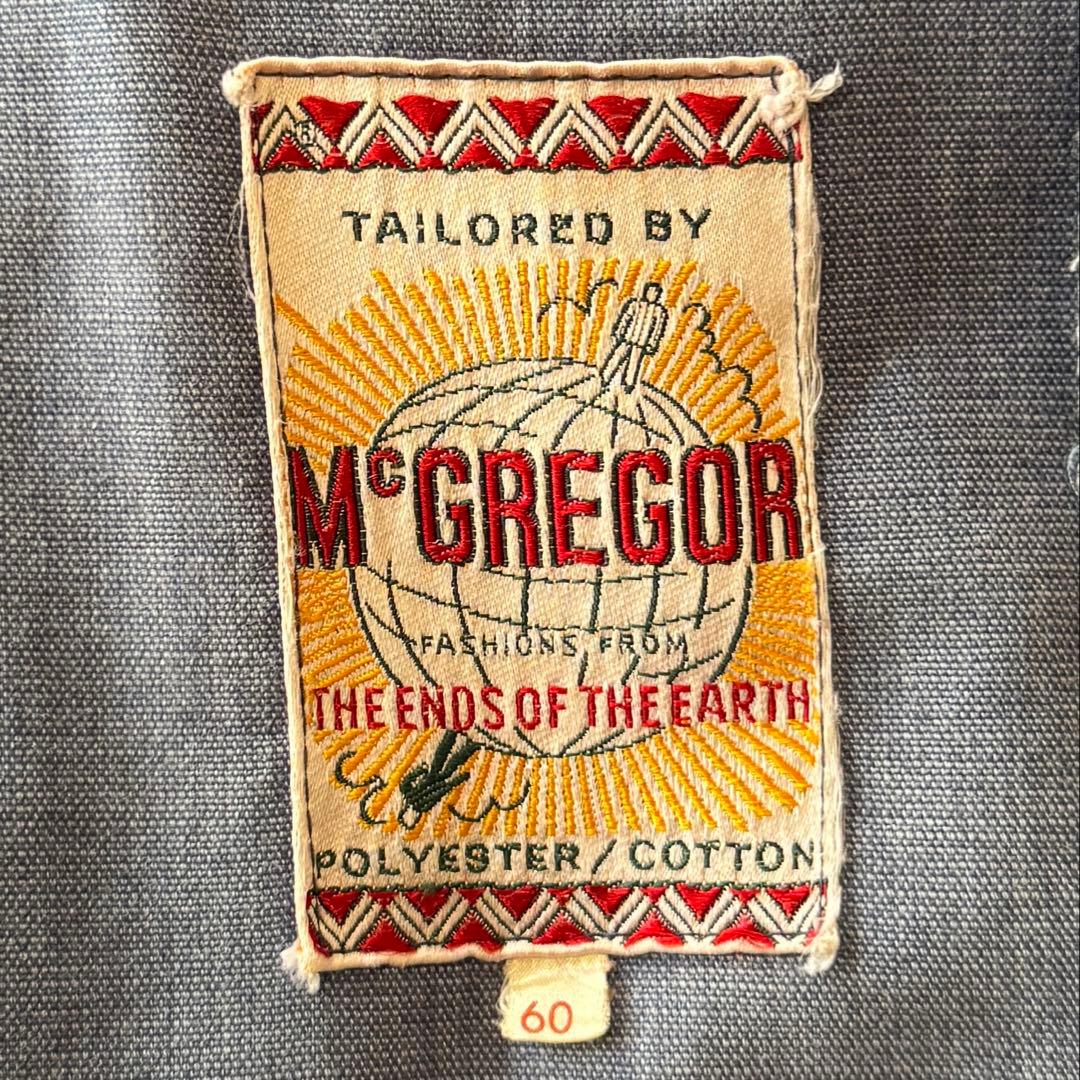 ®
TAILORED BY
McGREGOR
FASHIONS FROM
THE ENDS OF THE EARTH
POLYESTER / COTTON
60